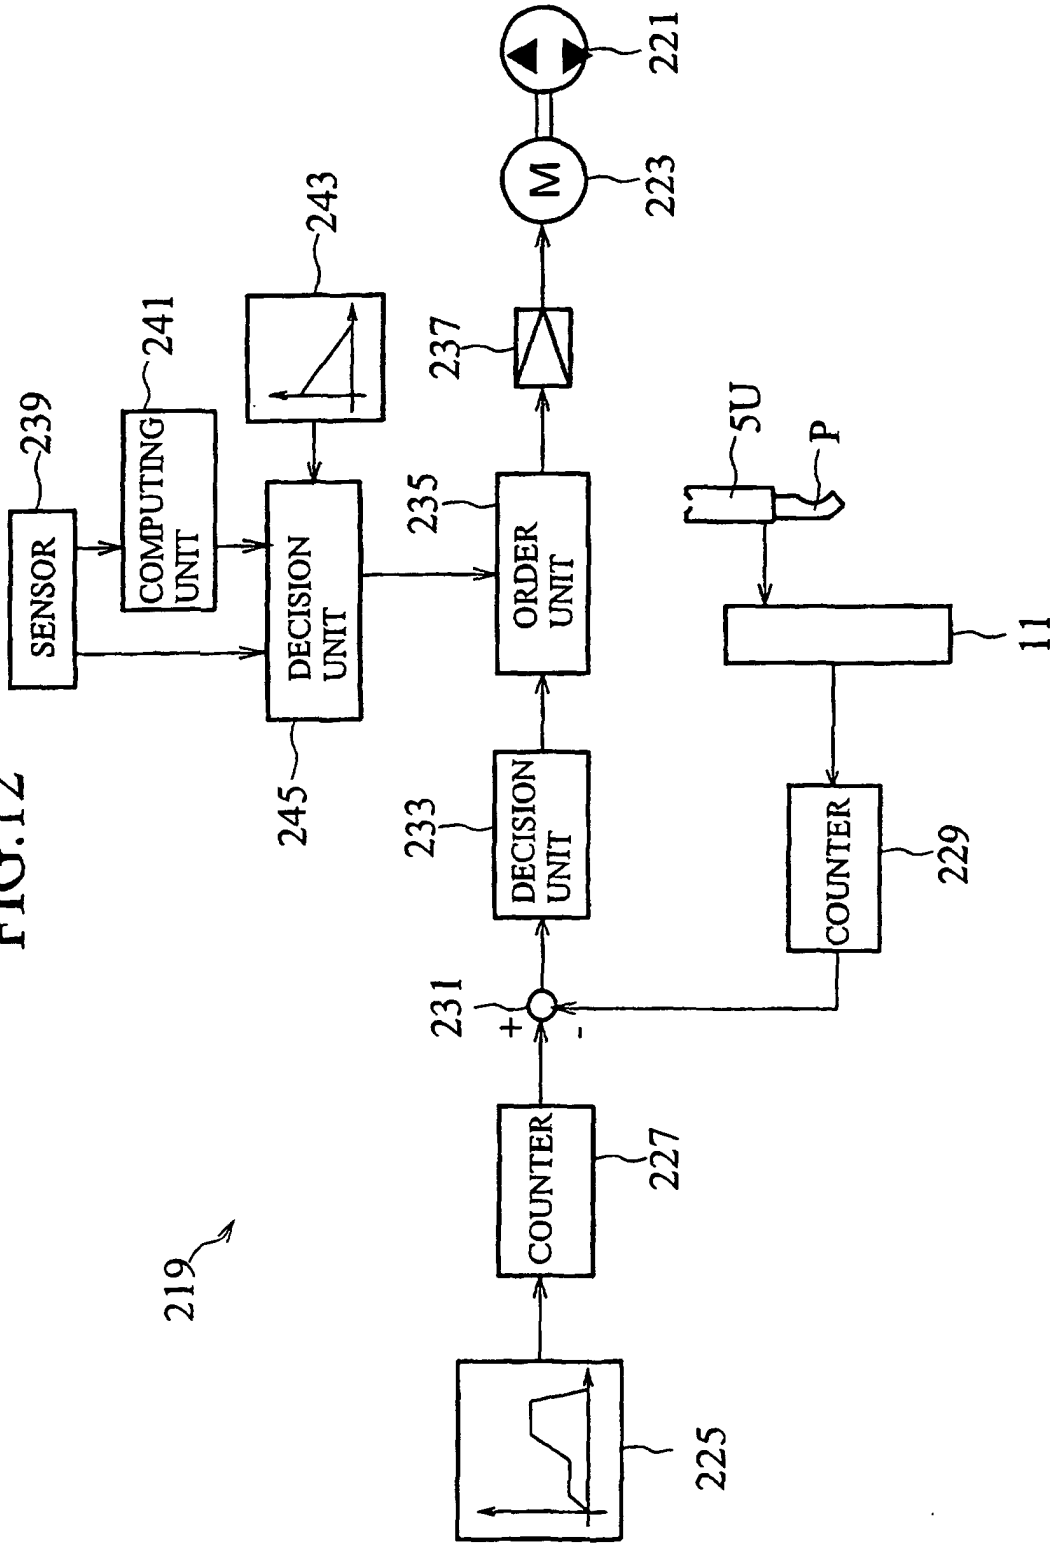 FIG.12
219
239
SENSOR
241
COMPUTING
UNIT
243
245
DECISION
UNIT
225
COUNTER
227
231
+
-
233
DECISION
UNIT
235
ORDER
UNIT
237
M
223
221
COUNTER
229
11
5U
P